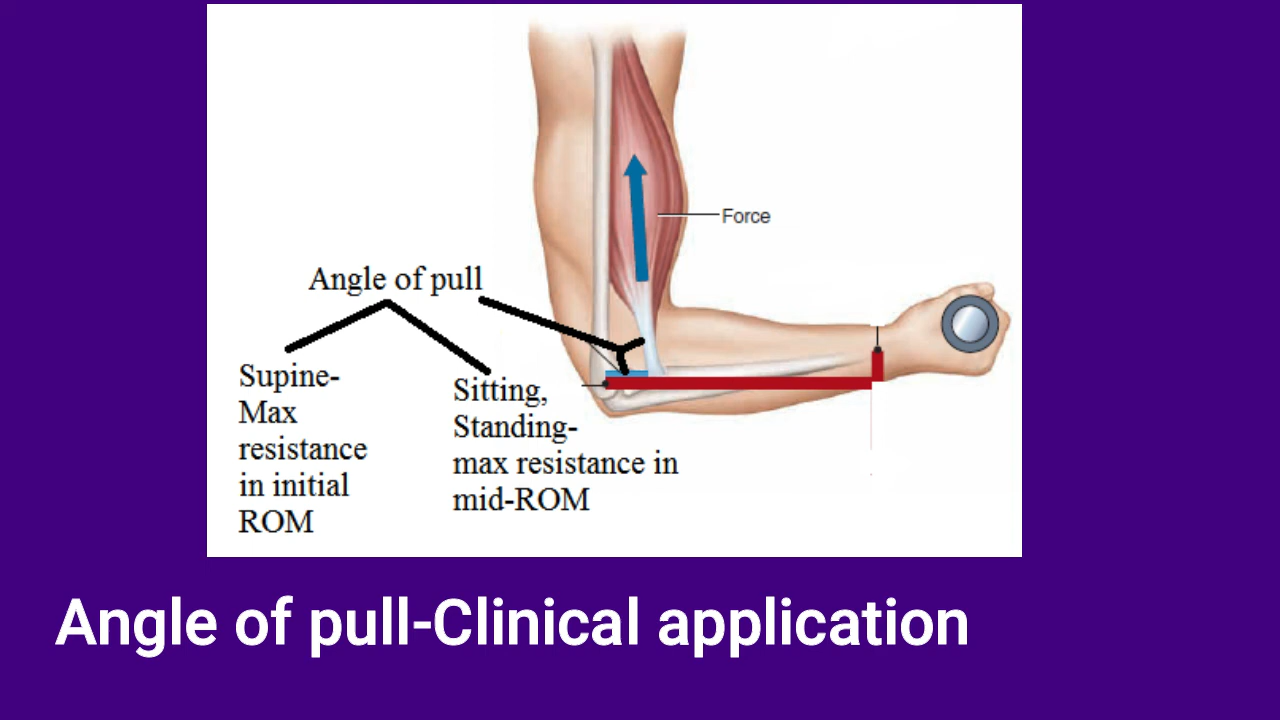 Force
Angle of pull
Supine-
Max
resistance
in initial
ROM
Sitting,
Standing-
max resistance in
mid-ROM
Angle of pull-Clinical application